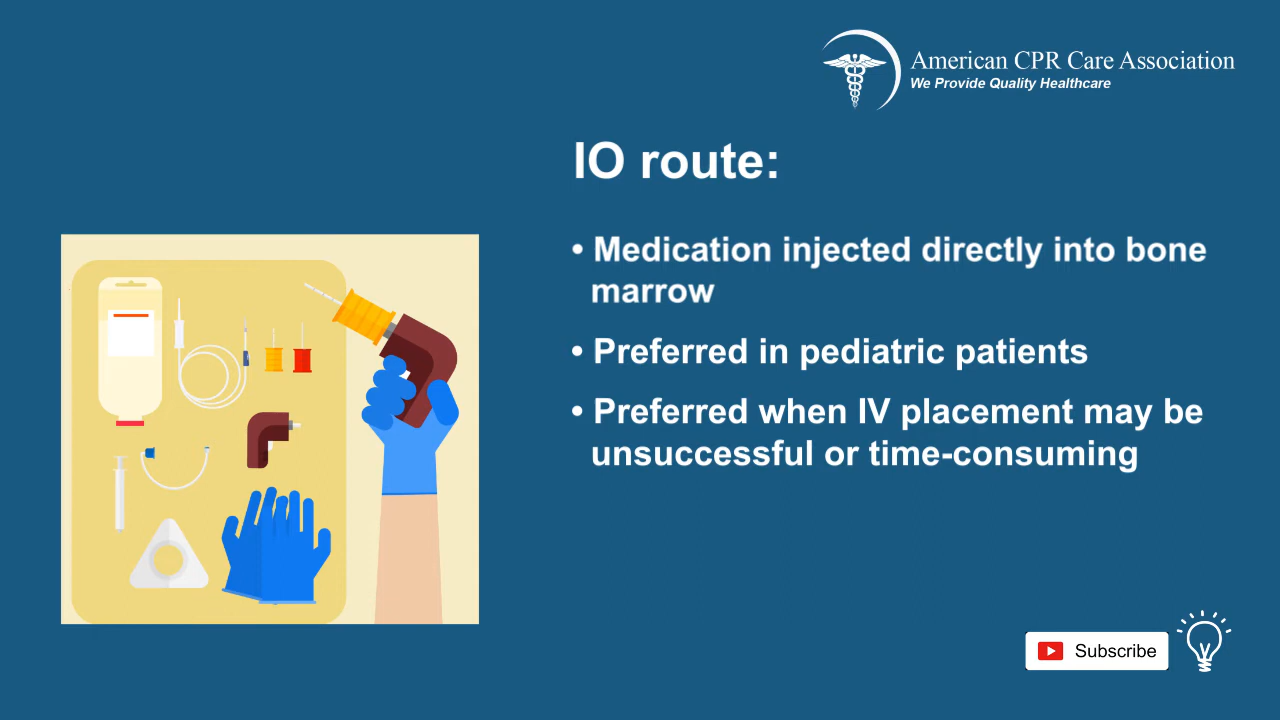 American CPR Care Association
We Provide Quality Healthcare
IO route:
• Medication injected directly into bone
marrow
• Preferred in pediatric patients
• Preferred when IV placement may be
unsuccessful or time-consuming
Subscribe